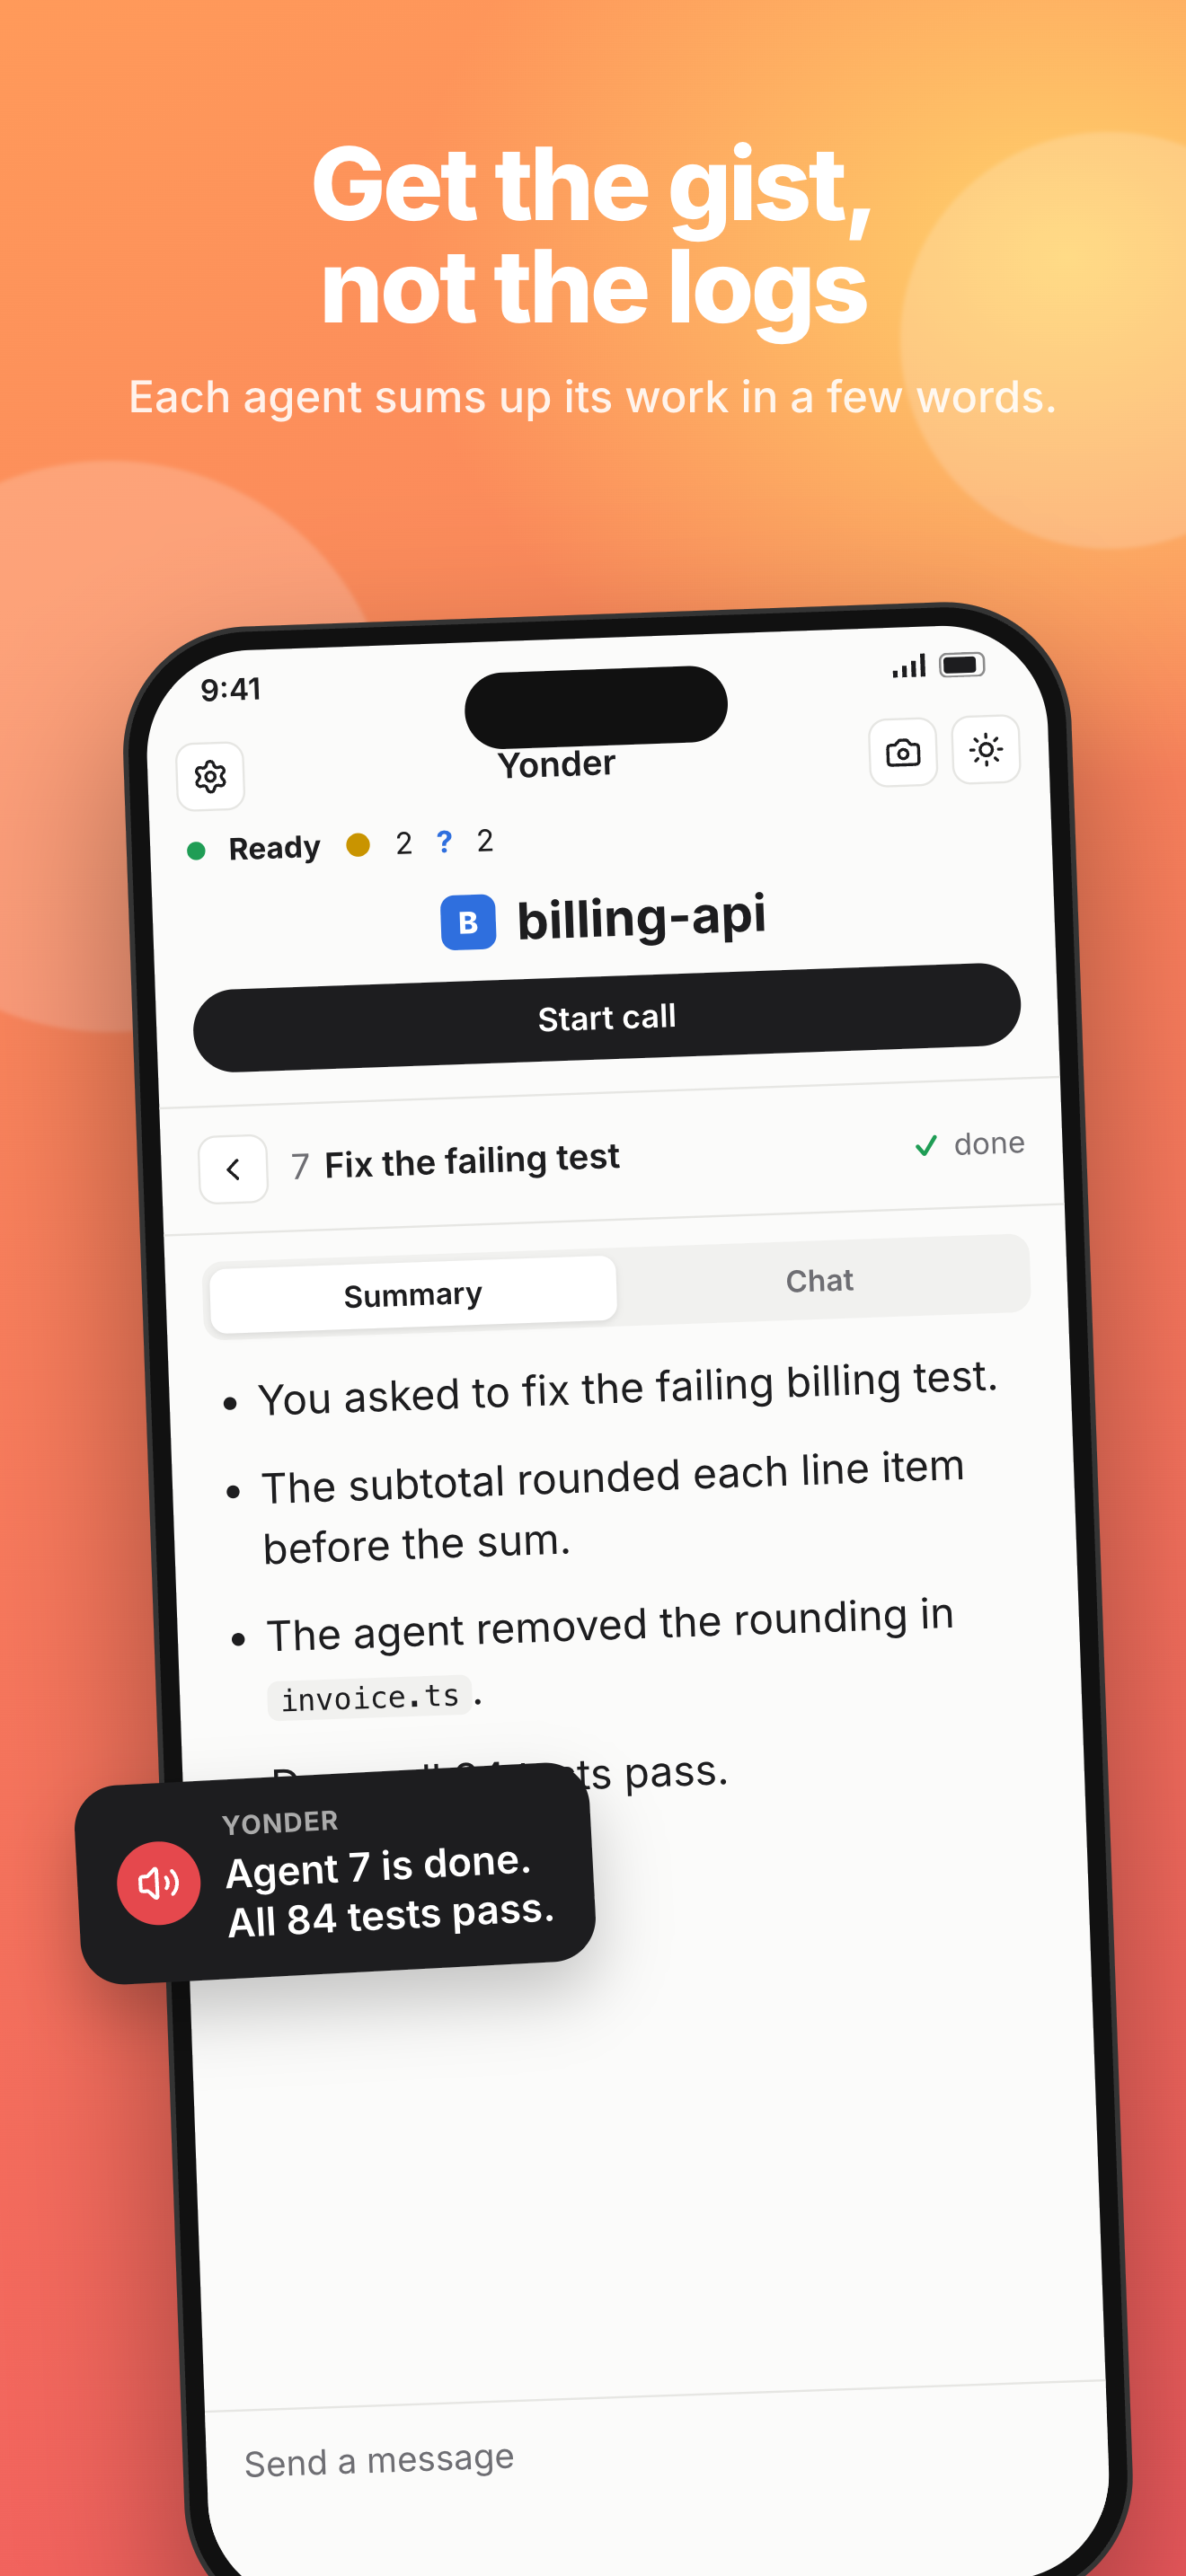 Get the gist,
not the logs
Each agent sums up its work in a few words.
9:41
Yonder
Ready 2 ? 2
B billing-api
Start call
7 Fix the failing test done
Summary Chat
• You asked to fix the failing billing test.
• The subtotal rounded each line item
before the sum.
• The agent removed the rounding in
invoice.ts.
pass.
YONDER
Agent 7 is done.
All 84 tests pass.
Send a message